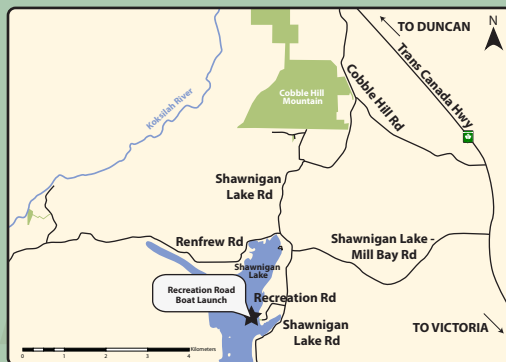 TO DUNCAN
N
Trans Canada Hwy
Cobble Hill Rd
Cobble Hill
Mountain
Koksilah River
Shawnigan
Lake Rd
Renfrew Rd
Shawnigan Lake -
Mill Bay Rd
Shawnigan
Lake
Recreation Road
Boat Launch
Recreation Rd
Shawnigan
Lake Rd
TO VICTORIA
Kilometers
0 1 2 3 4